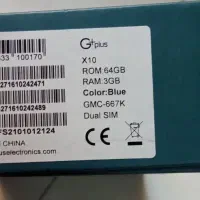 G plus
33 100170
X10
ROM:64GB
RAM:3GB
271610242471
Color:Blue
GMC-667K
271610242489
Dual SIM
FS2101012124
CHINA
uselectronics.com